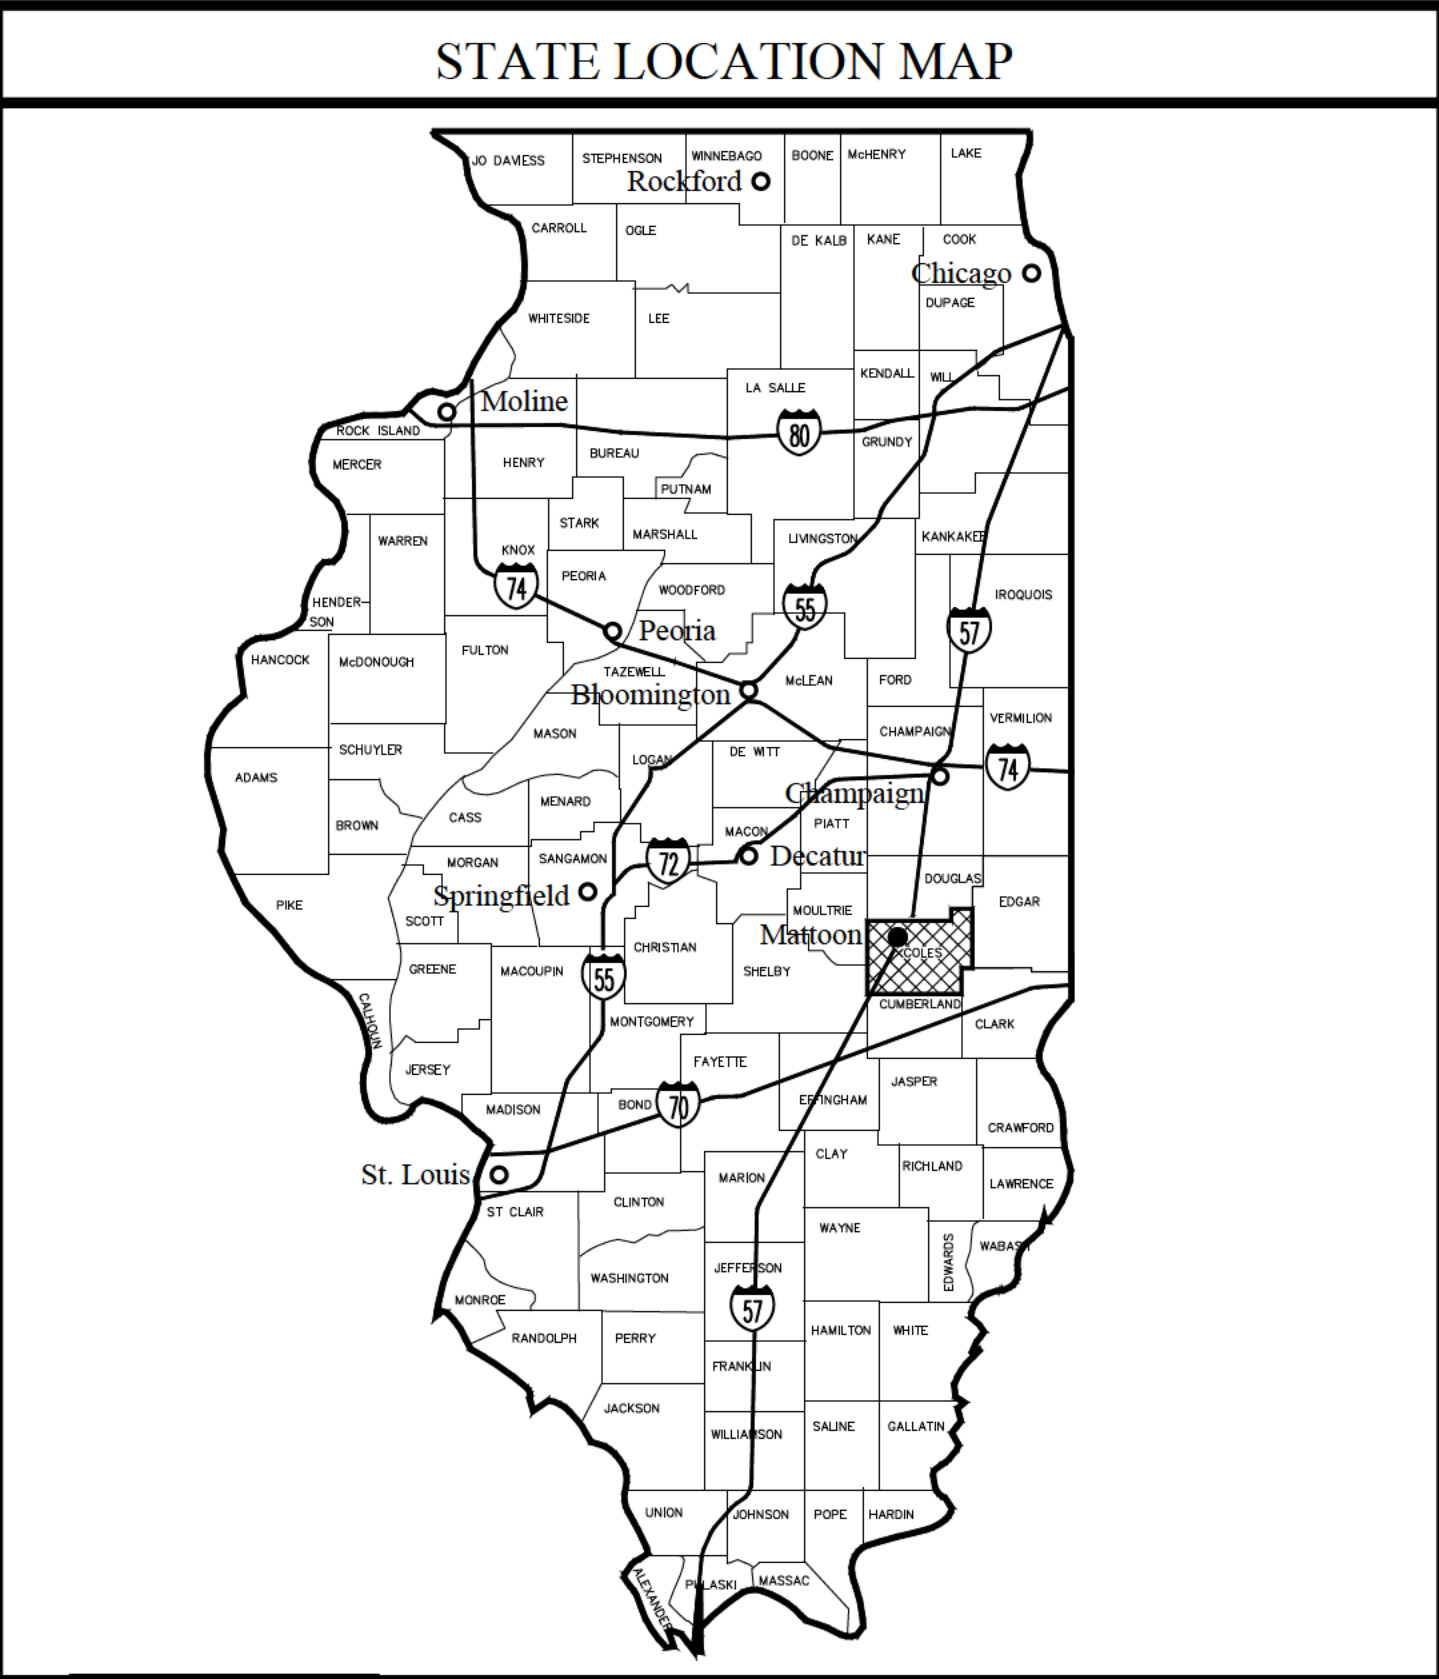 STATE LOCATION MAP
JO DAVIESS
STEPHENSON
WINNEBAGO
BOONE
McHENRY
LAKE
Rockford
CARROLL
OGLE
DE KALB
KANE
COOK
Chicago
DUPAGE
WHITESIDE
LEE
KENDALL
WILL
LA SALLE
Moline
ROCK ISLAND
80
GRUNDY
MERCER
HENRY
BUREAU
PUTNAM
STARK
MARSHALL
LIVINGSTON
KANKAKEE
WARREN
KNOX
PEORIA
WOODFORD
IROQUOIS
74
55
57
HENDER-
SON
Peoria
HANCOCK
McDONOUGH
FULTON
TAZEWELL
McLEAN
FORD
Bloomington
VERMILION
MASON
CHAMPAIGN
SCHUYLER
LOGAN
DE WITT
74
ADAMS
Champaign
MENARD
BROWN
CASS
MACON
PIATT
MORGAN
SANGAMON
72
Decatur
DOUGLAS
Springfield
PIKE
SCOTT
MOULTRIE
EDGAR
Mattoon
CHRISTIAN
COLES
GREENE
MACOUPIN
55
SHELBY
CALHOUN
MONTGOMERY
CUMBERLAND
CLARK
JERSEY
FAYETTE
JASPER
MADISON
BOND
70
EFFINGHAM
CRAWFORD
CLAY
RICHLAND
St. Louis
MARION
LAWRENCE
ST CLAIR
CLINTON
WAYNE
EDWARDS
WABASH
WASHINGTON
JEFFERSON
MONROE
57
RANDOLPH
PERRY
HAMILTON
WHITE
FRANKLIN
JACKSON
WILLIAMSON
SALINE
GALLATIN
UNION
JOHNSON
POPE
HARDIN
ALEXANDER
PULASKI
MASSAC